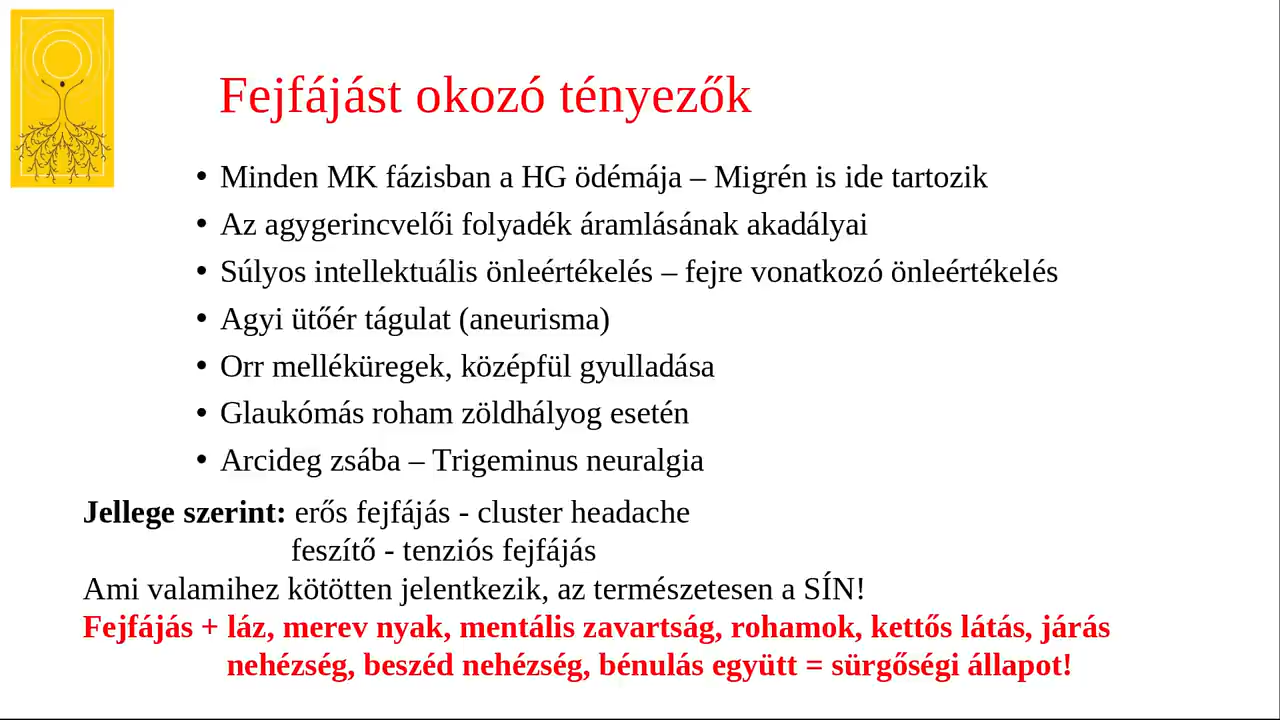 Fejfájást okozó tényezők
• Minden MK fázisban a HG ödémája – Migrén is ide tartozik
• Az agygerincvelői folyadék áramlásának akadályai
• Súlyos intellektuális önleértékelés – fejre vonatkozó önleértékelés
• Agyi ütőér tágulat (aneurisma)
• Orr melléküregek, középfül gyulladása
• Glaukómás roham zöldhályog esetén
• Arcideg zsába – Trigeminus neuralgia
Jellege szerint: erős fejfájás - cluster headache
feszítő - tenziós fejfájás
Ami valamihez kötötten jelentkezik, az természetesen a SÍN!
Fejfájás + láz, merev nyak, mentális zavartság, rohamok, kettős látás, járás
nehézség, beszéd nehézség, bénulás együtt = sürgőségi állapot!